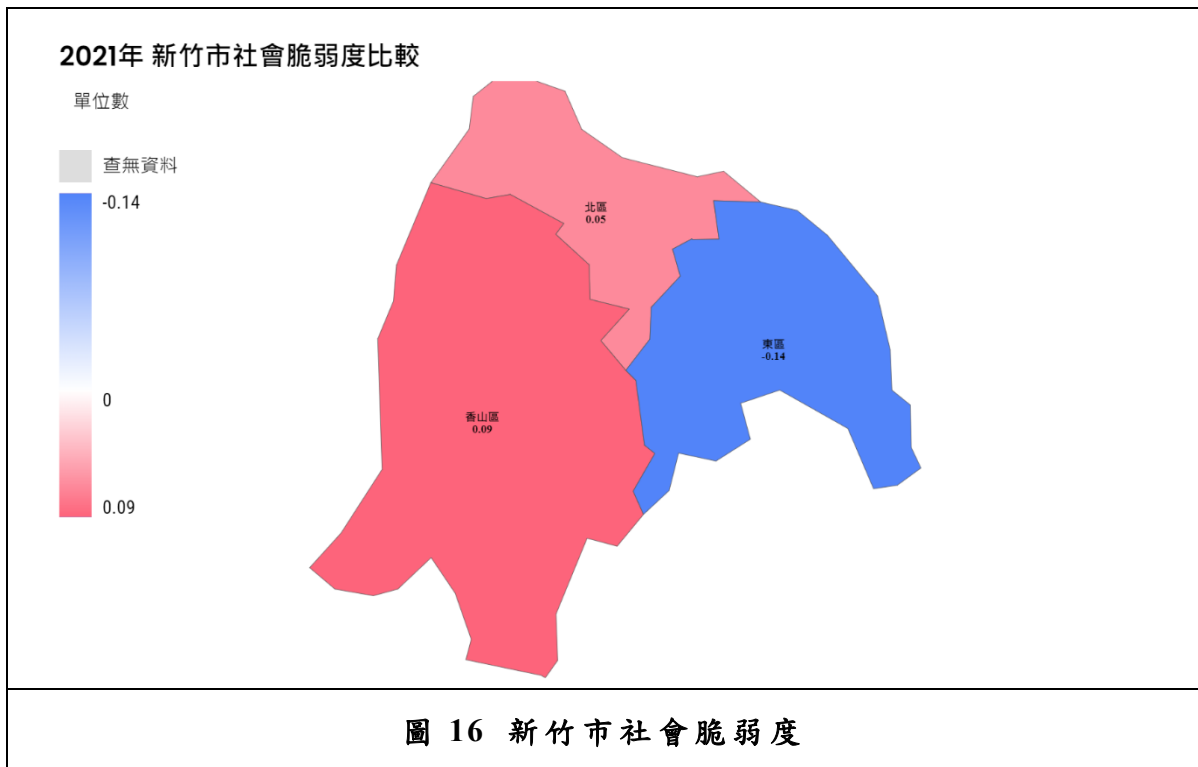 2021年 新竹市社會脆弱度比較
單位數
查無資料
-0.14
0
0.09
北區
0.05
東區
-0.14
香山區
0.09
圖 16 新竹市社會脆弱度